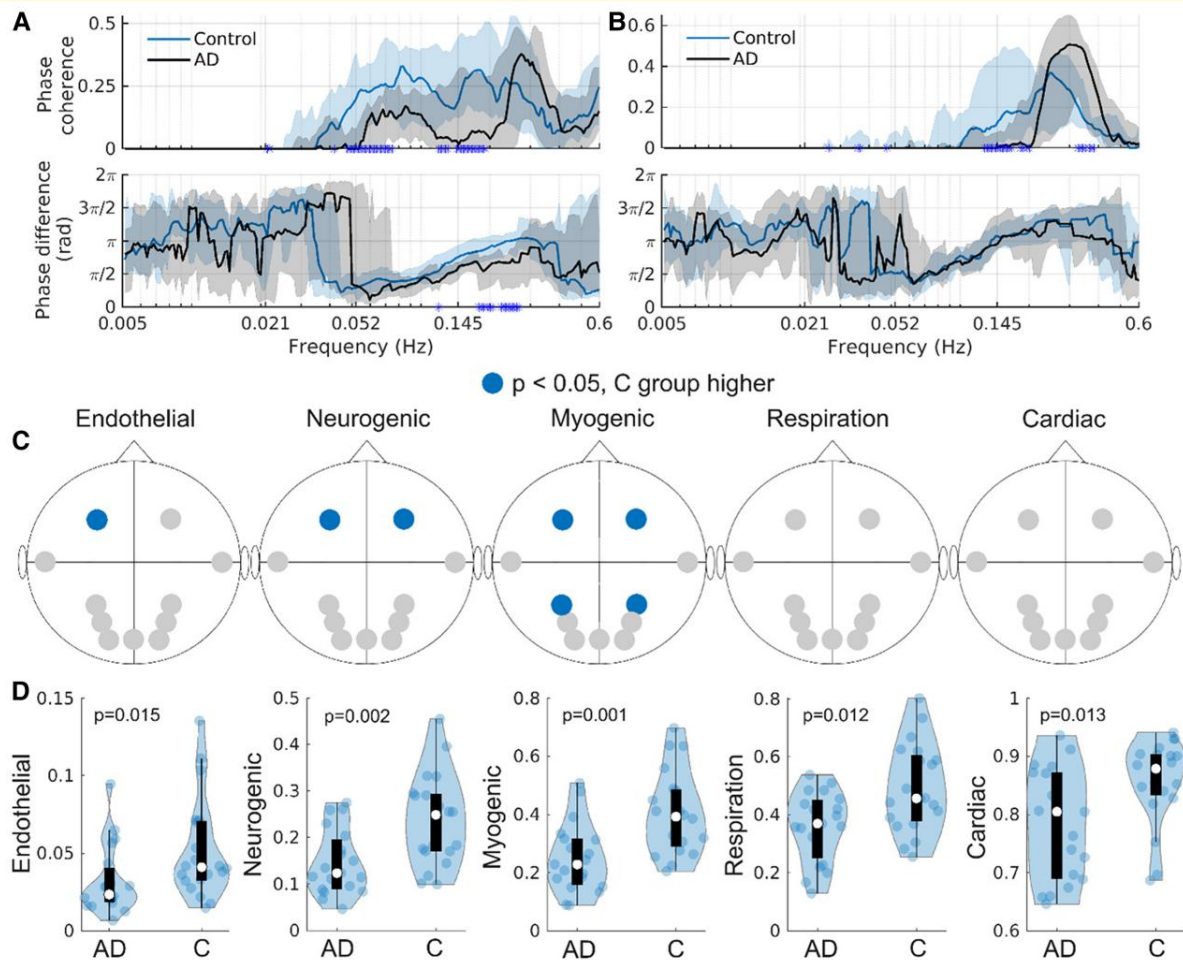 A
B
Control
AD
Control
AD
Phase
coherence
0.5
0.25
0
0.6
0.4
0.2
0
Phase difference
(rad)
2π
3π/2
π
π/2
0
2π
3π/2
π
π/2
0
0.005 0.021 0.052 0.145 0.6
0.005 0.021 0.052 0.145 0.6
Frequency (Hz)
Frequency (Hz)
p < 0.05, C group higher
C
Endothelial Neurogenic Myogenic Respiration Cardiac
D
Endothelial
0.15
0.1
0.05
0
p=0.015
AD C
Neurogenic
0.5
0.4
0.3
0.2
0.1
0
p=0.002
AD C
Myogenic
0.8
0.6
0.4
0.2
0
p=0.001
AD C
Respiration
0.8
0.6
0.4
0.2
0
p=0.012
AD C
Cardiac
1
0.9
0.8
0.7
0.6
p=0.013
AD C